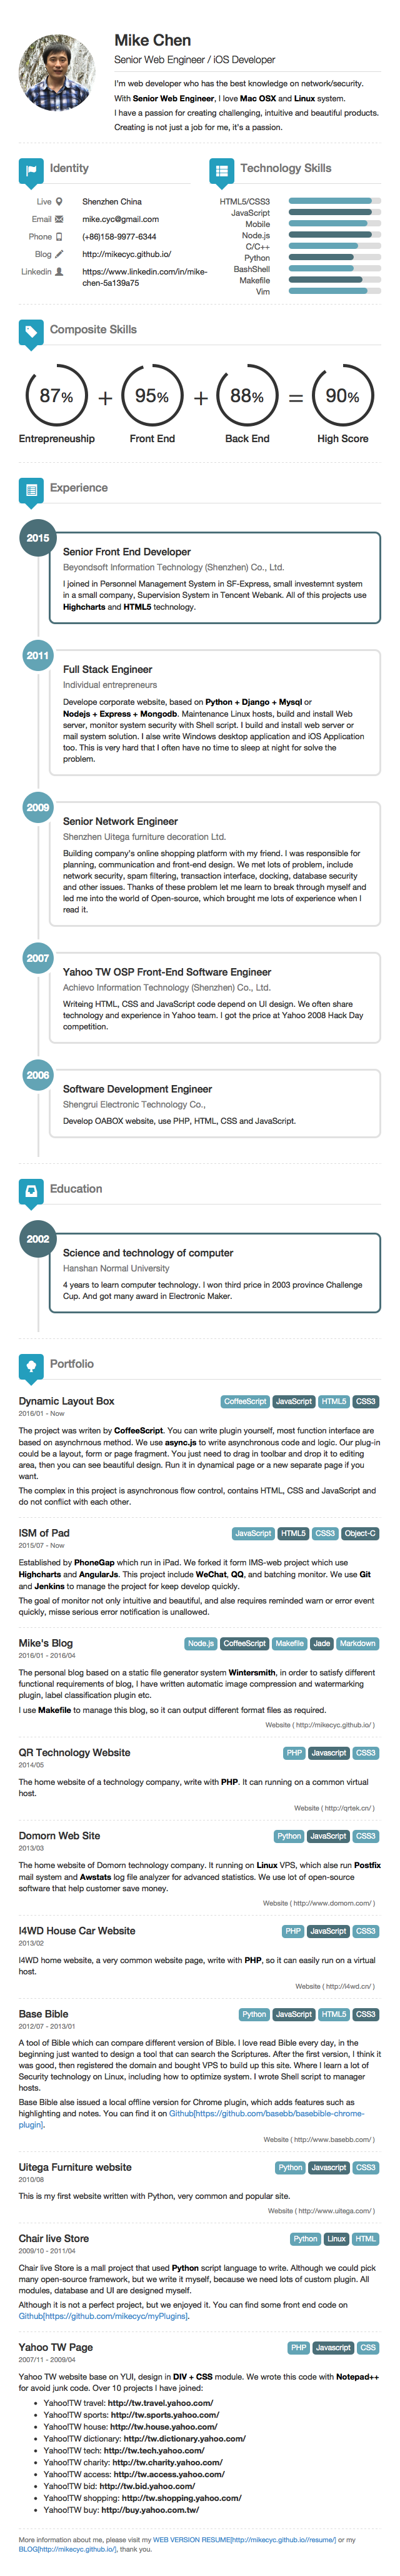 Mike Chen
Senior Web Engineer / iOS Developer
I'm web developer who has the best knowledge on network/security.
With Senior Web Engineer, I love Mac OSX and Linux system.
I have a passion for creating challenging, intuitive and beautiful products.
Creating is not just a job for me, it's a passion.
Identity
Live Shenzhen China
Email mike.cyc@gmail.com
Phone (+86)158-9977-6344
Blog http://mikecyc.github.io/
Linkedin https://www.linkedin.com/in/mike-
chen-5a139a75
Technology Skills
HTML5/CSS3
JavaScript
Mobile
Node.js
C/C++
Python
BashShell
Makefile
Vim
Composite Skills
87% + 95% + 88% = 90%
Entrepreneuship Front End Back End High Score
Experience
2015
Senior Front End Developer
Beyondsoft Information Technology (Shenzhen) Co., Ltd.
I joined in Personnel Management System in SF-Express, small investemnt system
in a small company, Supervision System in Tencent Webank. All of this projects use
Highcharts and HTML5 technology.
2011
Full Stack Engineer
Individual entrepreneurs
Develope corporate website, based on Python + Django + Mysql or
Nodejs + Express + Mongodb. Maintenance Linux hosts, build and install Web
server, monitor system security with Shell script. I build and install web server or
mail system solution. I alse write Windows desktop application and iOS Application
too. This is very hard that I often have no time to sleep at night for solve the
problem.
2009
Senior Network Engineer
Shenzhen Uitega furniture decoration Ltd.
Building company's online shopping platform with my friend. I was responsible for
planning, communication and front-end design. We met lots of problem, include
network security, spam filtering, transaction interface, docking, database security
and other issues. Thanks of these problem let me learn to break through myself and
led me into the world of Open-source, which brought me lots of experience when I
read it.
2007
Yahoo TW OSP Front-End Software Engineer
Achievo Information Technology (Shenzhen) Co., Ltd.
Writeing HTML, CSS and JavaScript code depend on UI design. We often share
technology and experience in Yahoo team. I got the price at Yahoo 2008 Hack Day
competition.
2006
Software Development Engineer
Shengrui Electronic Technology Co.,
Develop OABOX website, use PHP, HTML, CSS and JavaScript.
Education
2002
Science and technology of computer
Hanshan Normal University
4 years to learn computer technology. I won third price in 2003 province Challenge
Cup. And got many award in Electronic Maker.
Portfolio
Dynamic Layout Box CoffeeScript JavaScript HTML5 CSS3
2016/01 - Now
The project was writen by CoffeeScript. You can write plugin yourself, most function interface are
based on asynchrnous method. We use async.js to write asynchronous code and logic. Our plug-in
could be a layout, form or page fragment. You just need to drag in toolbar and drop it to editing
area, then you can see beautiful design. Run it in dynamical page or a new separate page if you
want.
The complex in this project is asynchronous flow control, contains HTML, CSS and JavaScript and
do not conflict with each other.
ISM of Pad JavaScript HTML5 CSS3 Object-C
2015/07 - Now
Established by PhoneGap which run in iPad. We forked it form IMS-web project which use
Highcharts and AngularJs. This project include WeChat, QQ, and batching monitor. We use Git
and Jenkins to manage the project for keep develop quickly.
The goal of monitor not only intuitive and beautiful, and alse requires reminded warn or error event
quickly, misse serious error notification is unallowed.
Mike's Blog Node.js CoffeeScript Makefile Jade Markdown
2016/01 - 2016/04
The personal blog based on a static file generator system Wintersmith, in order to satisfy different
functional requirements of blog, I have written automatic image compression and watermarking
plugin, label classification plugin etc.
I use Makefile to manage this blog, so it can output different format files as required.
Website ( http://mikecyc.github.io/ )
QR Technology Website PHP Javascript CSS3
2014/05
The home website of a technology company, write with PHP. It can running on a common virtual
host.
Website ( http://qrtek.cn/ )
Domorn Web Site Python JavaScript CSS3
2013/03
The home website of Domorn technology company. It running on Linux VPS, which alse run Postfix
mail system and Awstats log file analyzer for advanced statistics. We use lot of open-source
software that help customer save money.
Website ( http://www.domorn.com/ )
I4WD House Car Website PHP JavaScript CSS3
2013/02
I4WD home website, a very common website page, write with PHP, so it can easily run on a virtual
host.
Website ( http://i4wd.cn/ )
Base Bible Python JavaScript HTML5 CSS3
2012/07 - 2013/01
A tool of Bible which can compare different version of Bible. I love read Bible every day, in the
beginning just wanted to design a tool that can search the Scriptures. After the first version, I think it
was good, then registered the domain and bought VPS to build up this site. Where I learn a lot of
Security technology on Linux, including how to optimize system. I wrote Shell script to manager
hosts.
Base Bible alse issued a local offline version for Chrome plugin, which adds features such as
highlighting and notes. You can find it on Github[https://github.com/basebb/basebible-chrome-
plugin].
Website ( http://www.basebb.com/ )
Uitega Furniture website Python Javascript CSS3
2010/08
This is my first website written with Python, very common and popular site.
Website ( http://www.uitega.com/ )
Chair live Store Python Linux HTML
2009/10 - 2011/04
Chair live Store is a mall project that used Python script language to write. Although we could pick
many open-source framework, but we write it myself, because we need lots of custom plugin. All
modules, database and UI are designed myself.
Although it is not a perfect project, but we enjoyed it. You can find some front end code on
Github[https://github.com/mikecyc/myPlugins].
Yahoo TW Page PHP Javascript CSS
2007/11 - 2009/04
Yahoo TW website base on YUI, design in DIV + CSS module. We wrote this code with Notepad++
for avoid junk code. Over 10 projects I have joined:
• Yahoo!TW travel: http://tw.travel.yahoo.com/
• Yahoo!TW sports: http://tw.sports.yahoo.com/
• Yahoo!TW house: http://tw.house.yahoo.com/
• Yahoo!TW dictionary: http://tw.dictionary.yahoo.com/
• Yahoo!TW tech: http://tw.tech.yahoo.com/
• Yahoo!TW charity: http://tw.charity.yahoo.com/
• Yahoo!TW access: http://tw.access.yahoo.com/
• Yahoo!TW bid: http://tw.bid.yahoo.com/
• Yahoo!TW shopping: http://tw.shopping.yahoo.com/
• Yahoo!TW buy: http://buy.yahoo.com.tw/
More information about me, please visit my WEB VERSION RESUME[http://mikecyc.github.io//resume/] or my
BLOG[http://mikecyc.github.io/], thank you.